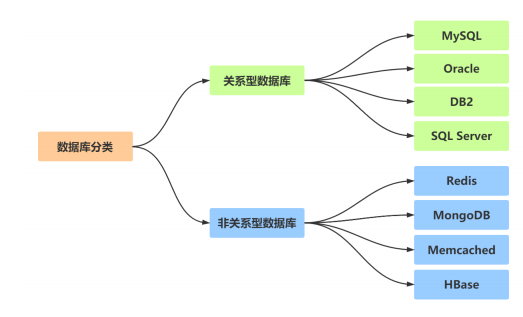 数据库分类
关系型数据库
MySQL
Oracle
DB2
SQL Server
非关系型数据库
Redis
MongoDB
Memcached
HBase